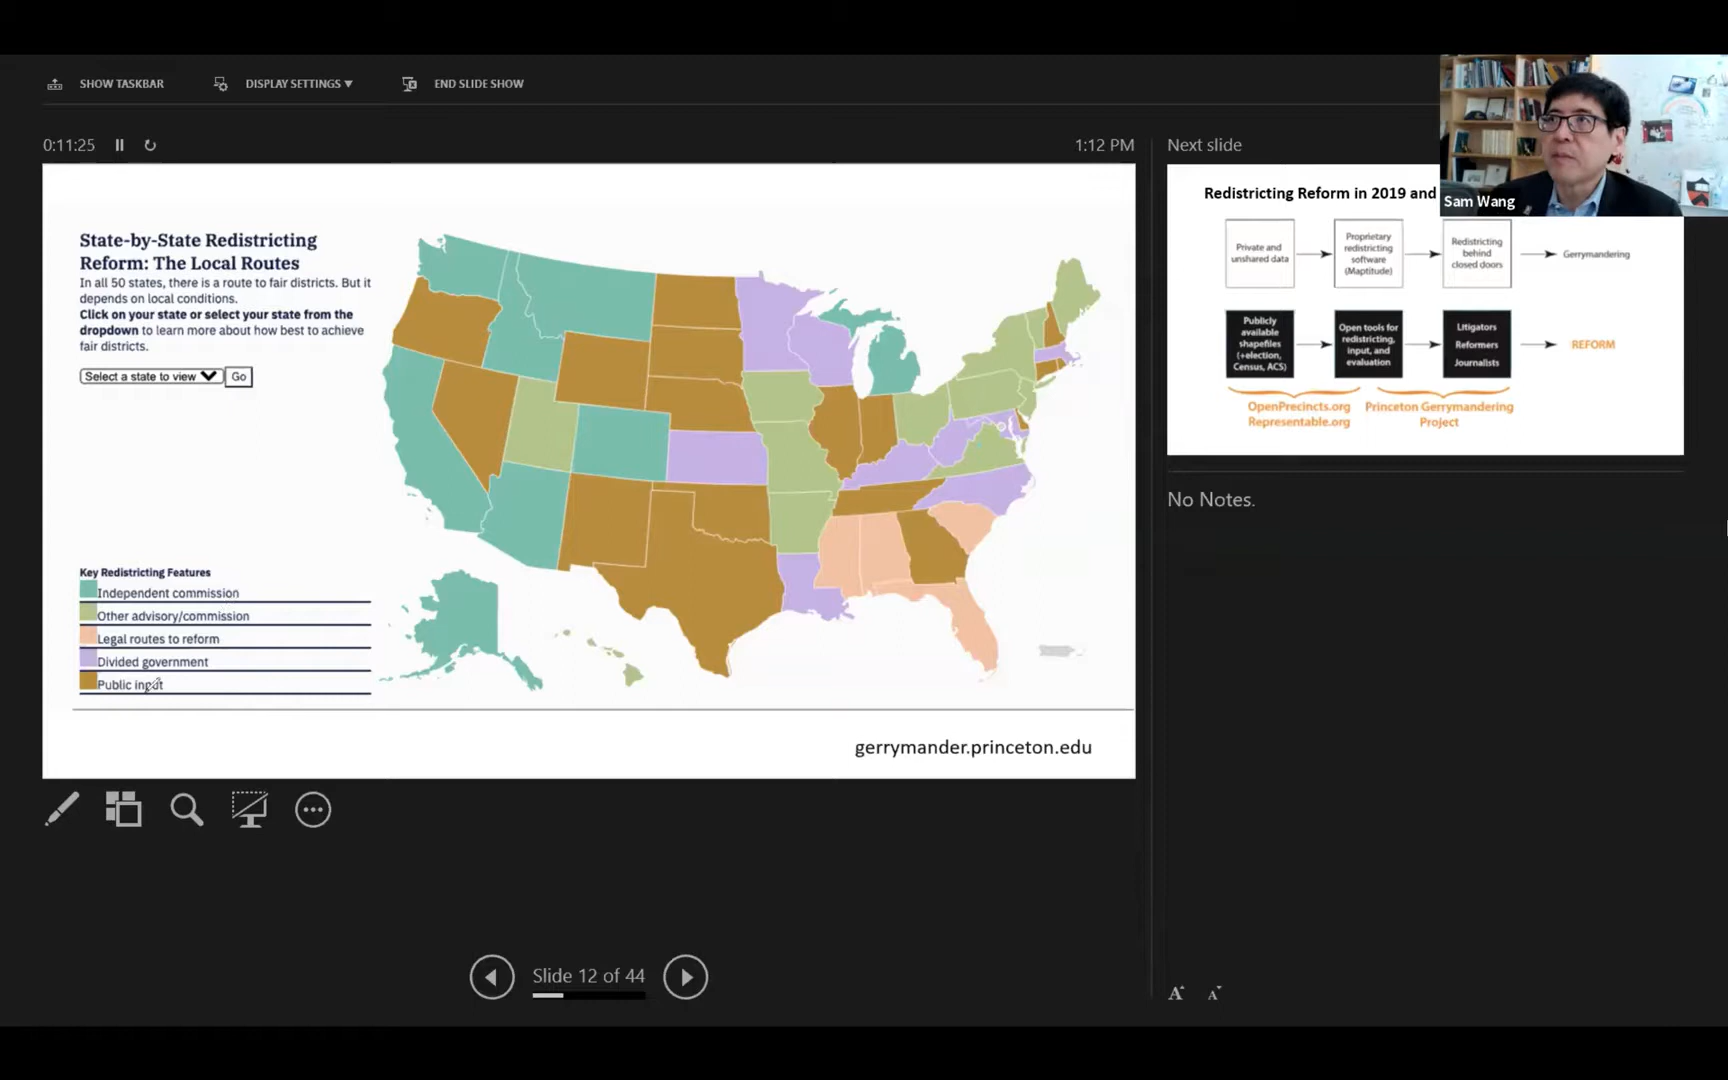 SHOW TASKBAR
DISPLAY SETTINGS ▼
END SLIDE SHOW
0:11:25
1:12 PM
State-by-State Redistricting
Reform: The Local Routes
In all 50 states, there is a route to fair districts. But it
depends on local conditions.
Click on your state or select your state from the
dropdown to learn more about how best to achieve
fair districts.
Select a state to view
Go
Key Redistricting Features
Independent commission
Other advisory/commission
Legal routes to reform
Divided government
Public input
gerrymander.princeton.edu
Slide 12 of 44
Next slide
Redistricting Reform in 2019 and
Private and
unshared data
Proprietary
redistricting
software
(Maptitude)
Redistricting
behind
closed doors
Gerrymandering
Publicly
available
shapefiles
(+election,
Census, ACS)
Open tools for
redistricting,
input, and
evaluation
Litigators
Reformers
Journalists
REFORM
OpenPrecincts.org
Representable.org
Princeton Gerrymandering
Project
Sam Wang
No Notes.
A
A